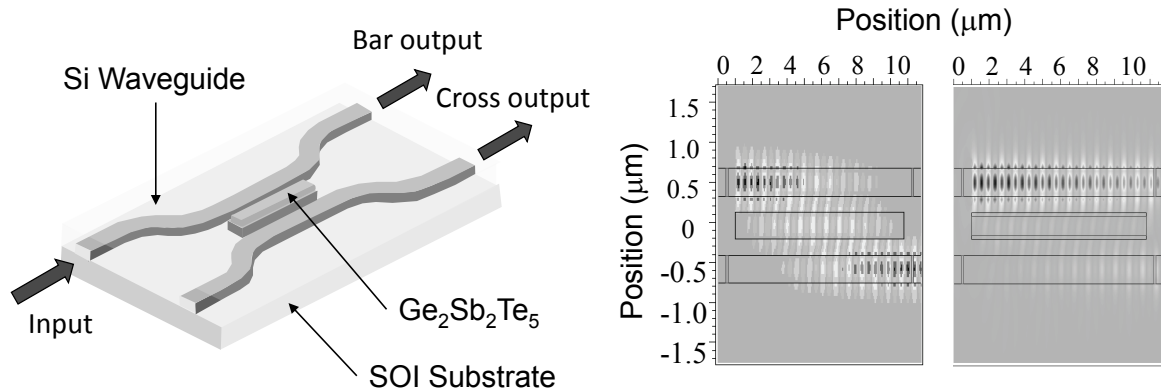 Bar output
Si Waveguide
Cross output
Input
Ge₂Sb₂Te₅
SOI Substrate
Position (μm)
0 2 4 6 8 10
0 2 4 6 8 10
Position (μm)
1.5
1.0
0.5
0
-0.5
-1.0
-1.5